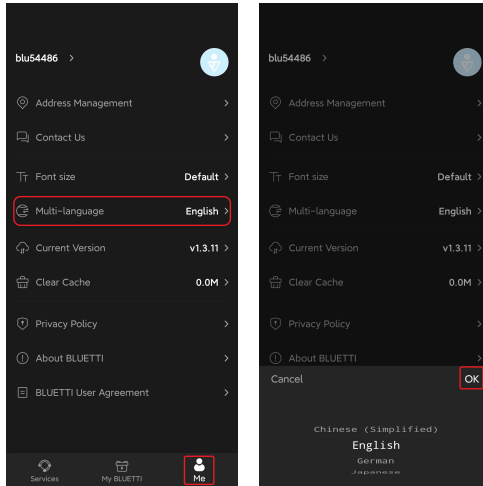 blu54486 >
Address Management >
Contact Us >
Font size Default >
Multi-language English >
Current Version v1.3.11 >
Clear Cache 0.0M >
Privacy Policy >
About BLUETTI >
BLUETTI User Agreement >
Services My BLUETTI Me
blu54486 >
Address Management >
Contact Us >
Font size Default >
Multi-language English >
Current Version v1.3.11 >
Clear Cache 0.0M >
Privacy Policy >
About BLUETTI >
Cancel OK
Chinese (Simplified)
English
German
Japanese